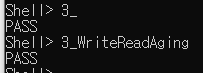 Shell> 3_
PASS
Shell> 3_WriteReadAging
PASS